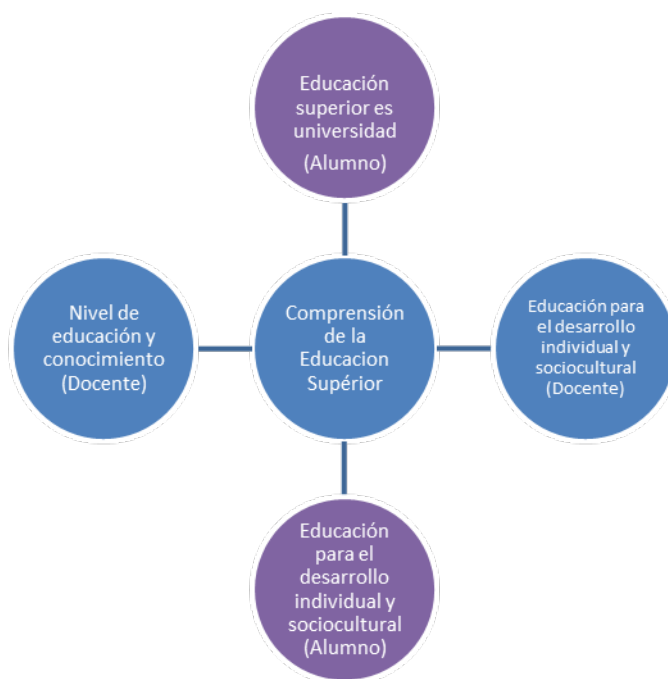 Educación
superior es
universidad
(Alumno)
Nivel de
educación y
conocimiento
(Docente)
Comprensión
de la
Educacion
Supérior
Educación para
el desarrollo
individual y
sociocultural
(Docente)
Educación
para el
desarrollo
individual y
sociocultural
(Alumno)